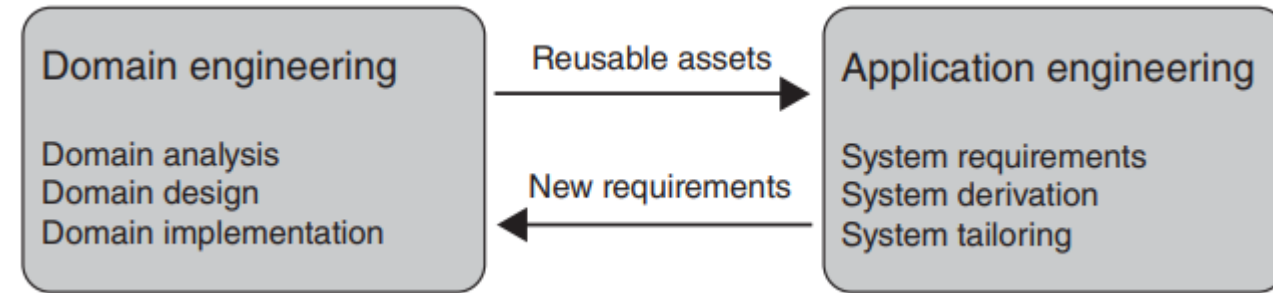 Domain engineering
Domain analysis
Domain design
Domain implementation
Reusable assets
New requirements
Application engineering
System requirements
System derivation
System tailoring